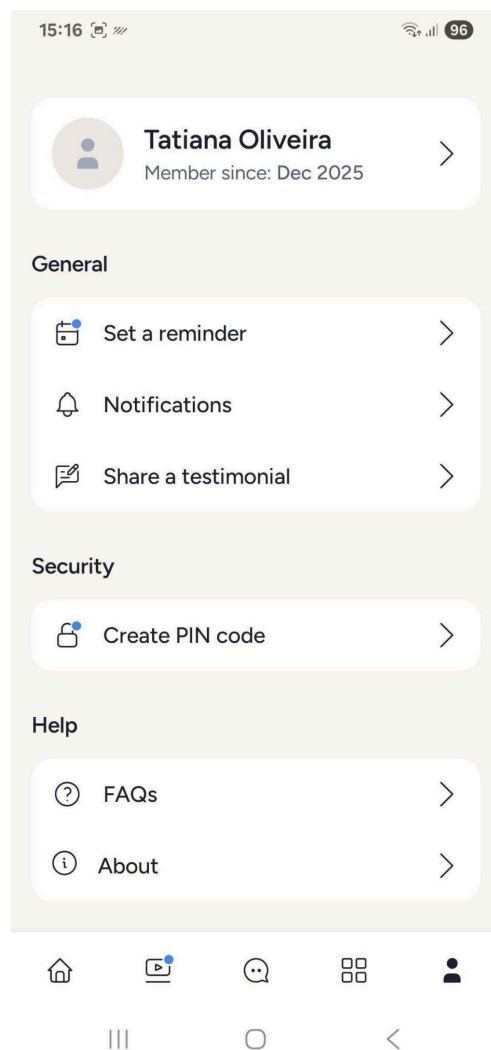 15:16
96
Tatiana Oliveira
Member since: Dec 2025
General
Set a reminder
Notifications
Share a testimonial
Security
Create PIN code
Help
FAQs
About